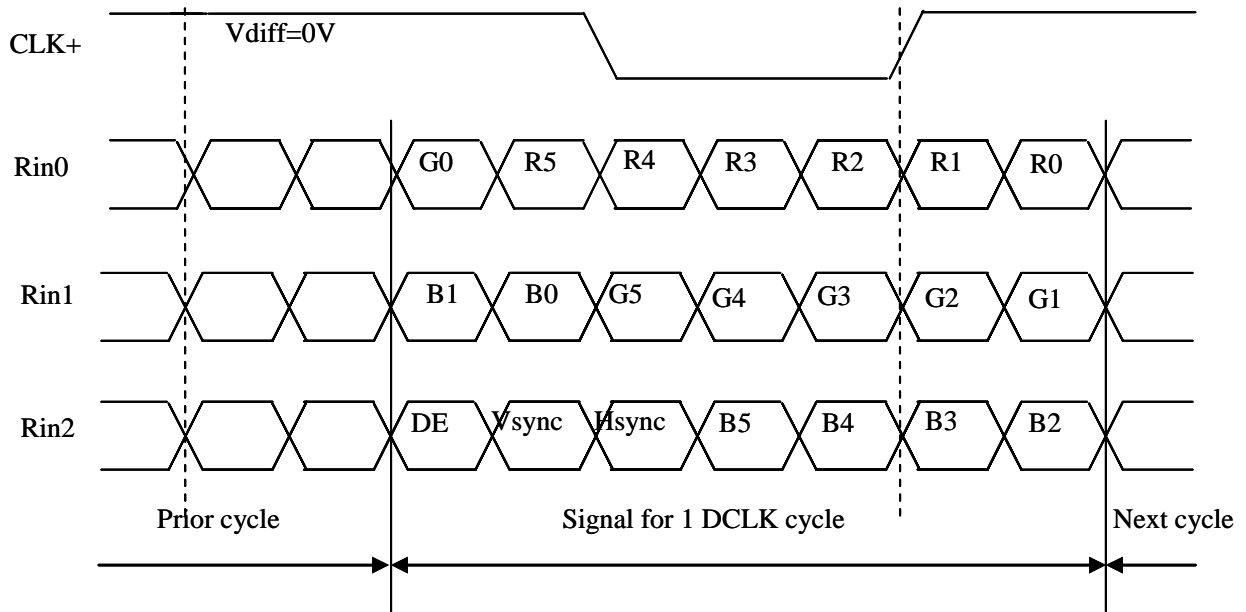 CLK+
Vdiff=0V
Rin0
G0 R5 R4 R3 R2 R1 R0
Rin1
B1 B0 G5 G4 G3 G2 G1
Rin2
DE Vsync Hsync B5 B4 B3 B2
Prior cycle
Signal for 1 DCLK cycle
Next cycle